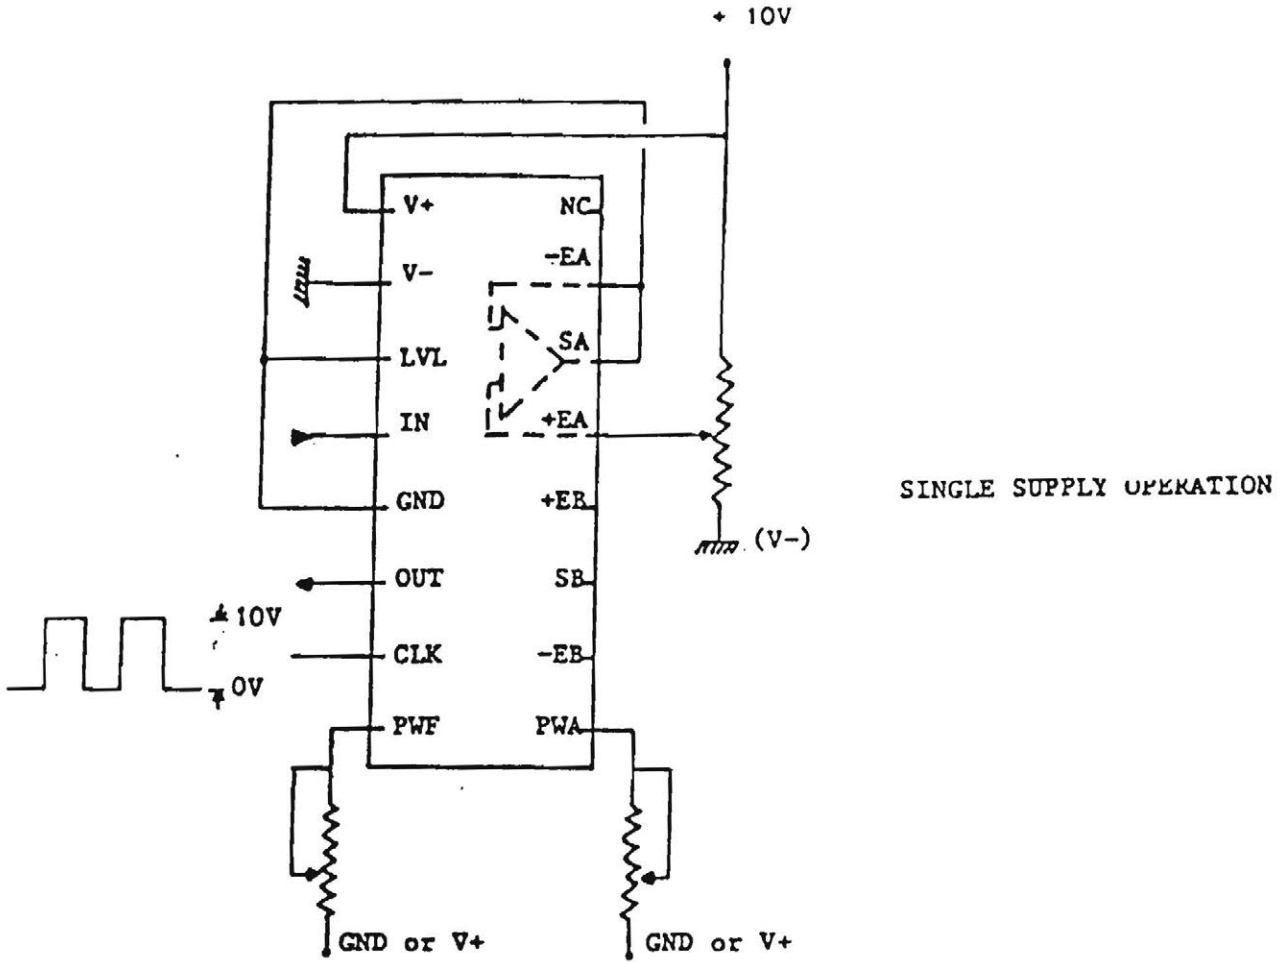 + 10V
V+
NC
V-
-EA
LVL
SA
IN
+EA
GND
+EB
SINGLE SUPPLY OPERATION
(V-)
OUT
SB
10V
CLK
-EB
0V
PWF
PWA
GND or V+
GND or V+